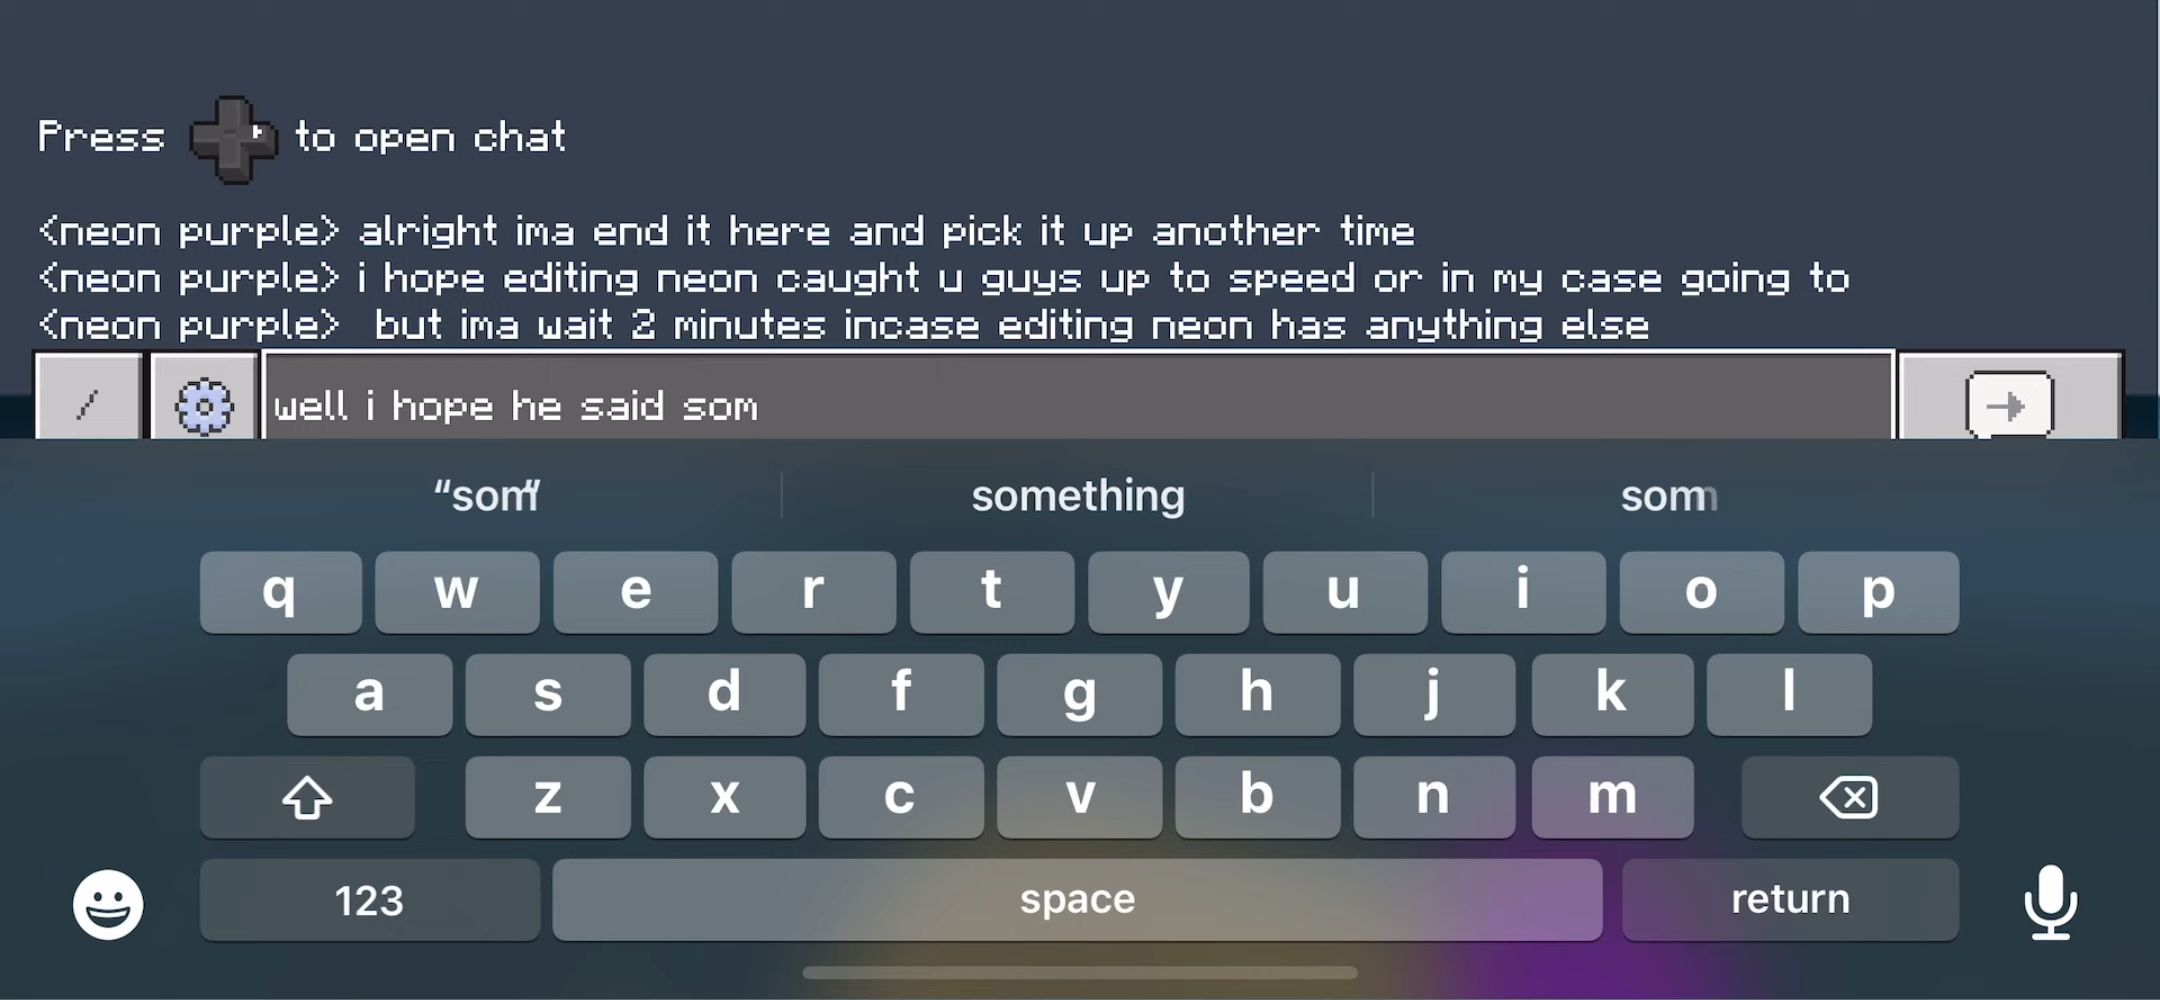 Press to open chat
<neon purple> alright ima end it here and pick it up another time
<neon purple> i hope editing neon caught u guys up to speed or in my case going to
<neon purple>  but ima wait 2 minutes incase editing neon has anything else
/ well i hope he said som
“som” something som
q w e r t y u i o p
a s d f g h j k l
z x c v b n m
123 space return